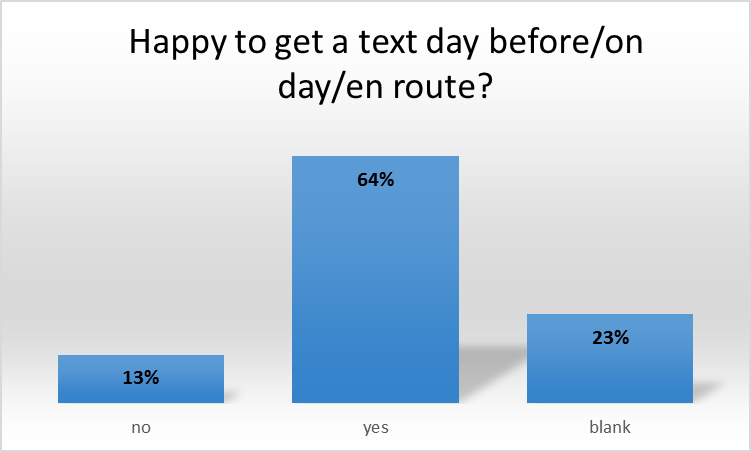 Happy to get a text day before/on
day/en route?
64%
23%
13%
no
yes
blank